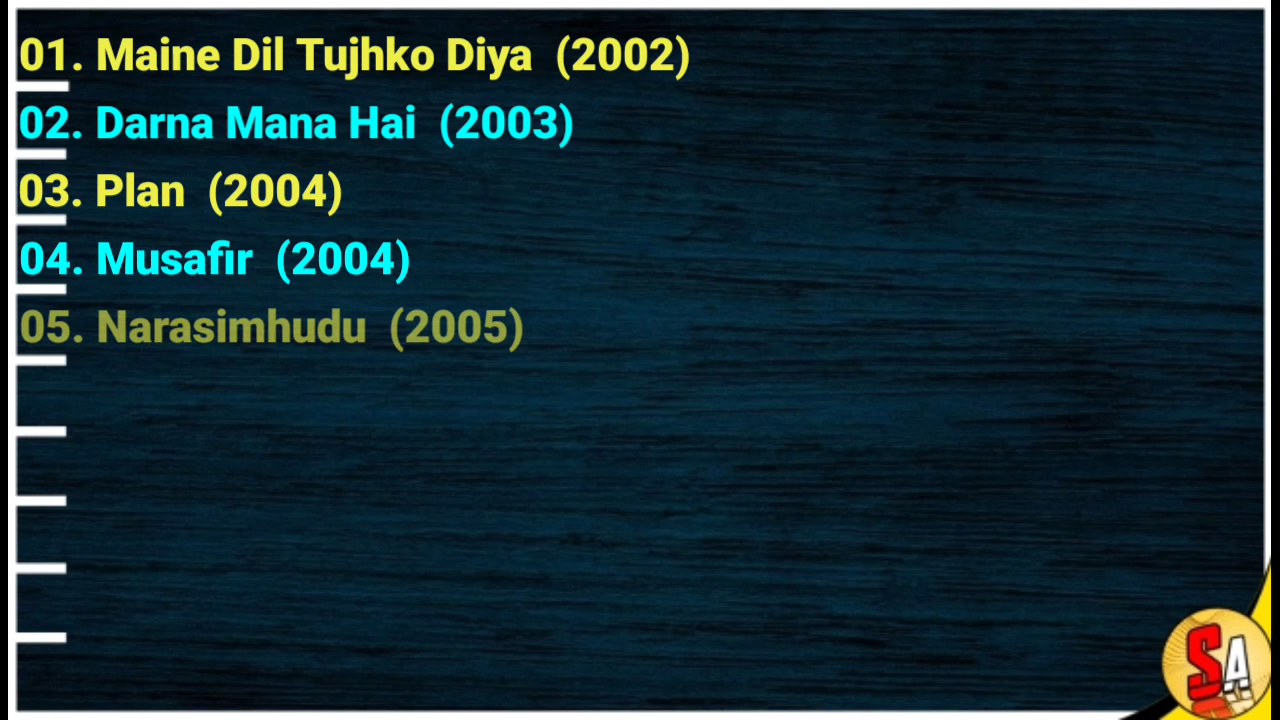 01. Maine Dil Tujhko Diya (2002)
02. Darna Mana Hai (2003)
03. Plan (2004)
04. Musafir (2004)
05. Narasimhudu (2005)
SA